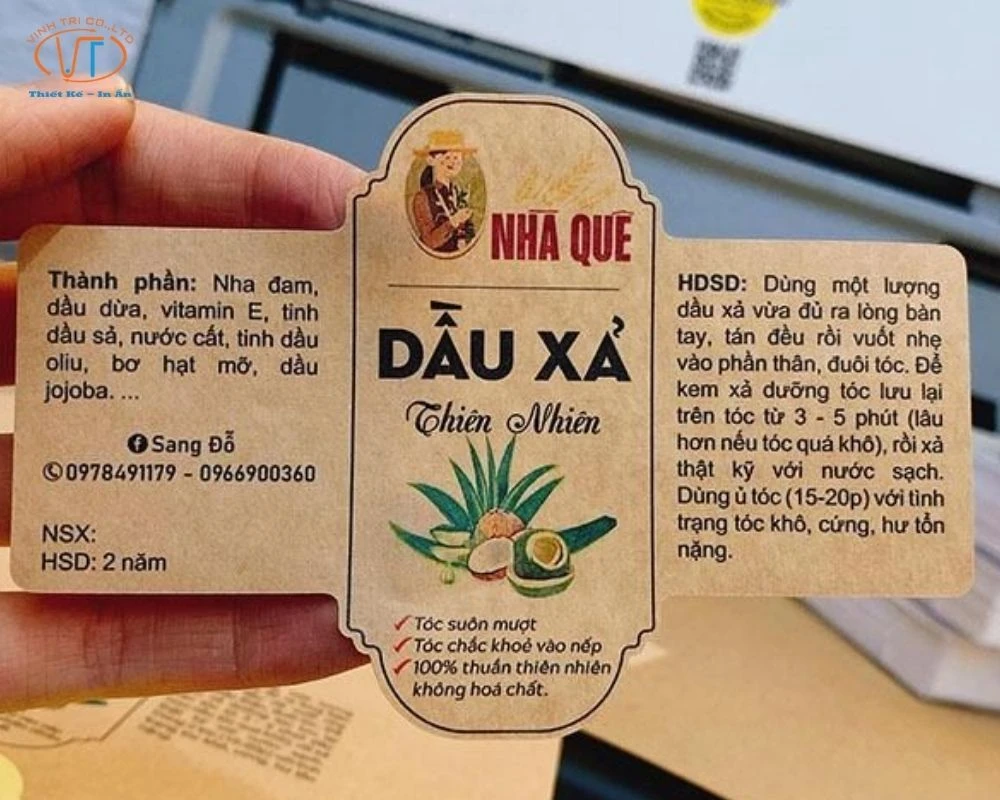 VINH TRI CO.,LTD
VT
Thiết Kế – In Ấn
NHÀ QUÊ
DẦU XẢ
Thiên Nhiên
✓ Tóc suôn mượt
✓ Tóc chắc khoẻ vào nếp
✓ 100% thuần thiên nhiên
không hoá chất.
Thành phần: Nha đam,
dầu dừa, vitamin E, tinh
dầu sả, nước cất, tinh dầu
oliu, bơ hạt mỡ, dầu
jojoba. ...
Sang Đỗ
0978491179 - 0966900360
NSX:
HSD: 2 năm
HDSD: Dùng một lượng
dầu xả vừa đủ ra lòng bàn
tay, tán đều rồi vuốt nhẹ
vào phần thân, đuôi tóc. Để
kem xả dưỡng tóc lưu lại
trên tóc từ 3 - 5 phút (lâu
hơn nếu tóc quá khô), rồi xả
thật kỹ với nước sạch.
Dùng ủ tóc (15-20p) với tình
trạng tóc khô, cứng, hư tổn
nặng.